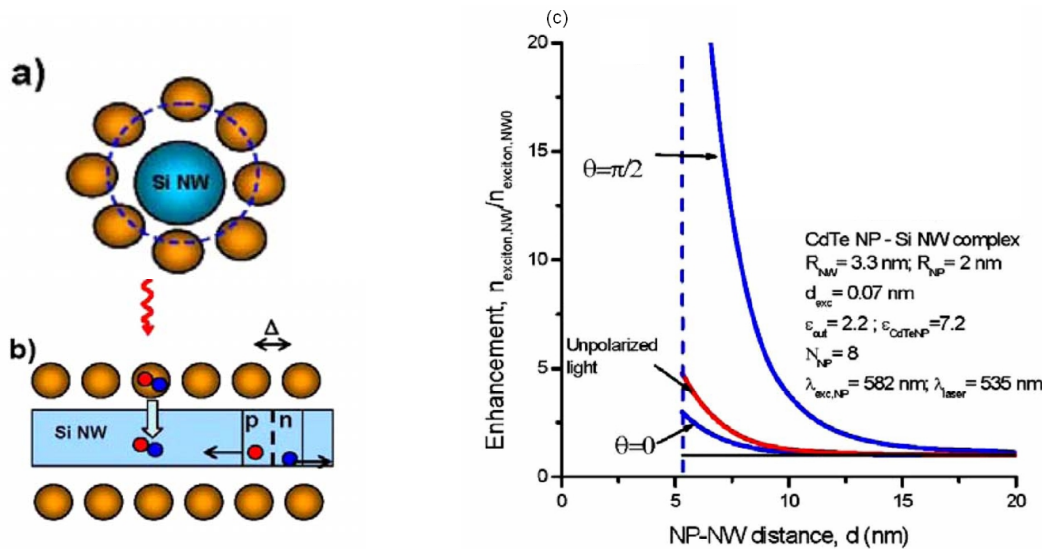 a)
Si NW
b)
Δ
Si NW
p
n
(c)
Enhancement, n_exciton,NW/n_exciton,NW0
20
15
10
5
0
θ=π/2
Unpolarized
light
θ=0
CdTe NP - Si NW complex
R_NW = 3.3 nm; R_NP = 2 nm
d_exc = 0.07 nm
ε_out = 2.2 ; ε_CdTeNP =7.2
N_NP = 8
λ_exc,NP = 582 nm; λ_laser = 535 nm
0 5 10 15 20
NP-NW distance, d (nm)